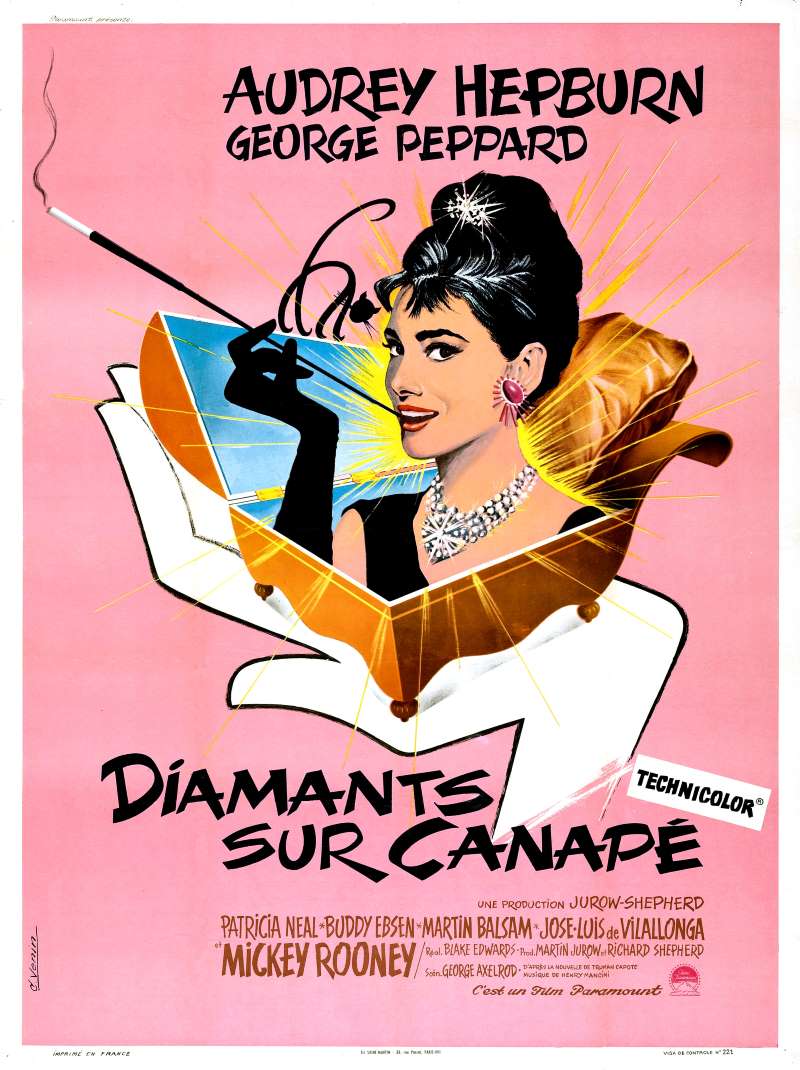 Paramount présente
AUDREY HEPBURN
GEORGE PEPPARD
DiAMANTS
SUR CANAPÉ
TECHNICOLOR®
UNE PRODUCTION JUROW-SHEPHERD
PATRICIA NEAL * BUDDY EBSEN * MARTIN BALSAM * JOSE-LUIS de VILALLONGA
et MICKEY ROONEY / Réal. BLAKE EDWARDS - Prod. MARTIN JUROW et RICHARD SHEPHERD
Scén. GEORGE AXELROD. D'APRÈS LA NOUVELLE DE TRUMAN CAPOTE
MUSIQUE DE HENRY MANCINI
C'est un Film Paramount
IMPRIMÉ EN FRANCE
VISA DE CONTROLE N° 221